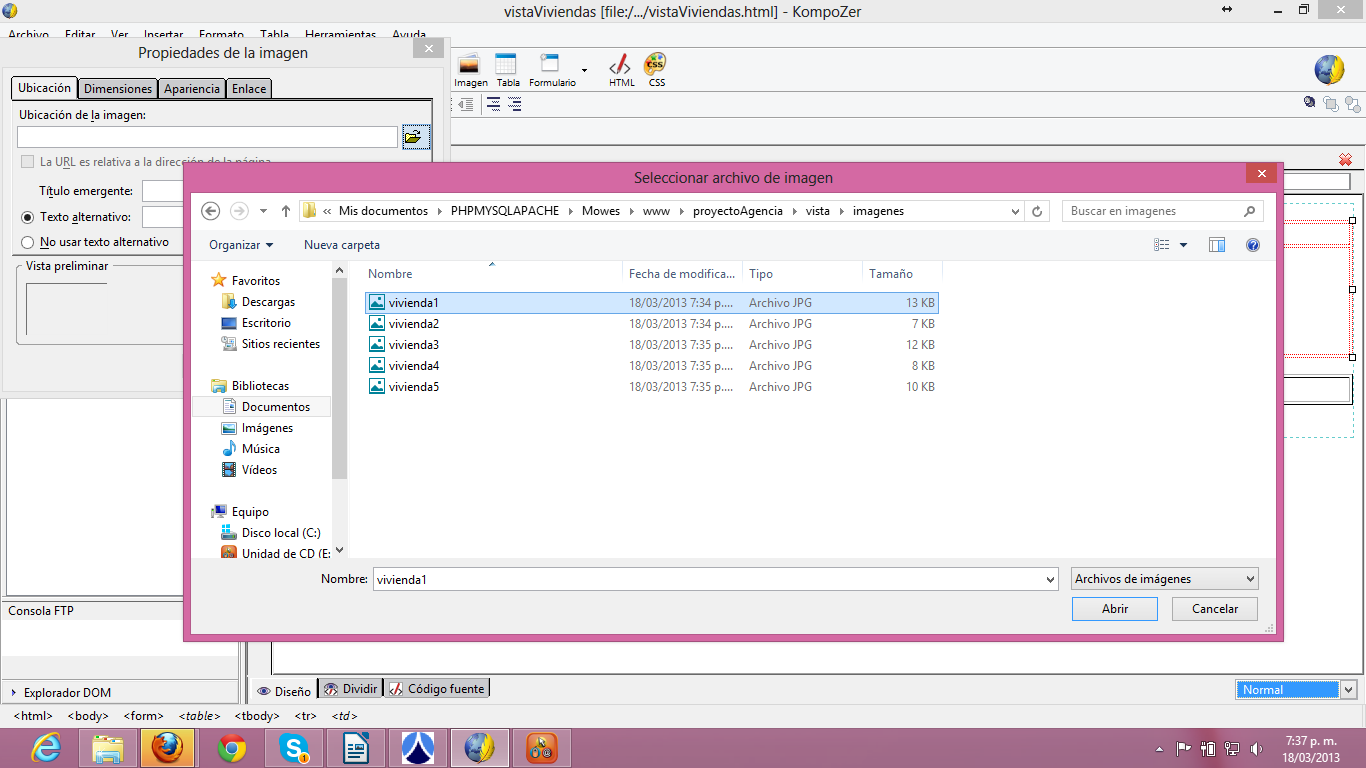 vistaViviendas [file:/.../vistaViviendas.html] - KompoZer
Archivo Editar Ver Insertar Formato Tabla Herramientas Ayuda
Propiedades de la imagen
Imagen Tabla Formulario HTML CSS
Ubicación Dimensiones Apariencia Enlace
Ubicación de la imagen:
La URL es relativa a la dirección de la página
Título emergente:
Texto alternativo:
No usar texto alternativo
Vista preliminar
Seleccionar archivo de imagen
« Mis documentos PHPMYSQLAPACHE Mowes www proyectoAgencia vista imagenes
Buscar en imagenes
Organizar Nueva carpeta
Favoritos
Descargas
Escritorio
Sitios recientes
Bibliotecas
Documentos
Imágenes
Música
Vídeos
Equipo
Disco local (C:)
Unidad de CD (E:
Nombre Fecha de modifica... Tipo Tamaño
vivienda1 18/03/2013 7:34 p.... Archivo JPG 13 KB
vivienda2 18/03/2013 7:34 p.... Archivo JPG 7 KB
vivienda3 18/03/2013 7:35 p.... Archivo JPG 12 KB
vivienda4 18/03/2013 7:35 p.... Archivo JPG 8 KB
vivienda5 18/03/2013 7:35 p.... Archivo JPG 10 KB
Nombre: vivienda1 Archivos de imágenes
Abrir Cancelar
Consola FTP
Explorador DOM
Diseño Dividir Código fuente
Normal
<html> <body> <form> <table> <tbody> <tr> <td>
7:37 p. m.
18/03/2013